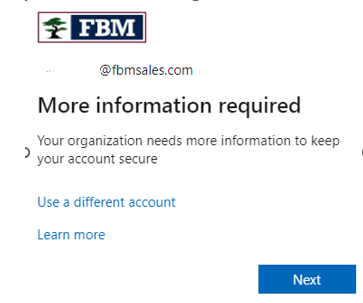 FBM
@fbmsales.com
More information required
Your organization needs more information to keep
your account secure
Use a different account
Learn more
Next